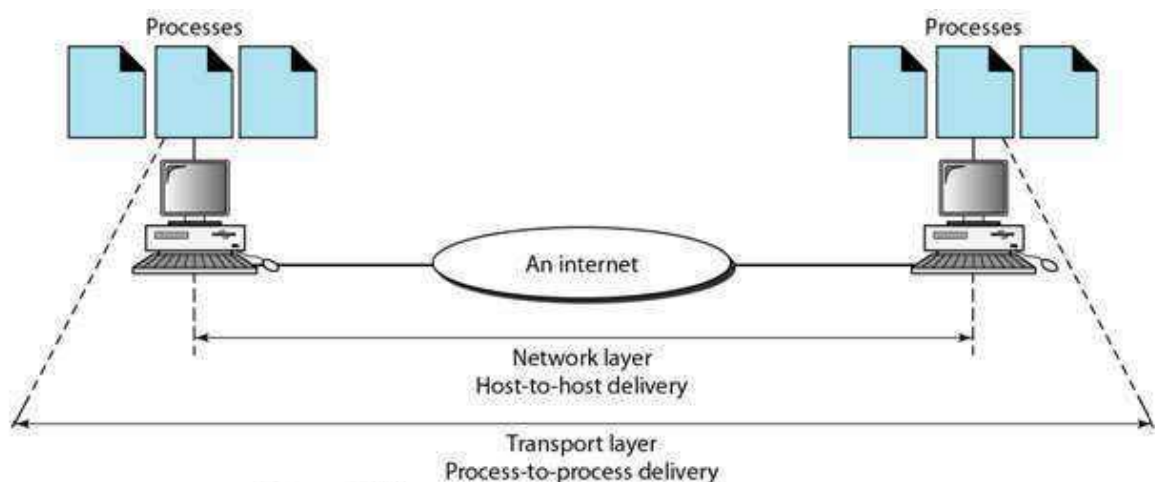 Processes
Processes
An internet
Network layer
Host-to-host delivery
Transport layer
Process-to-process delivery